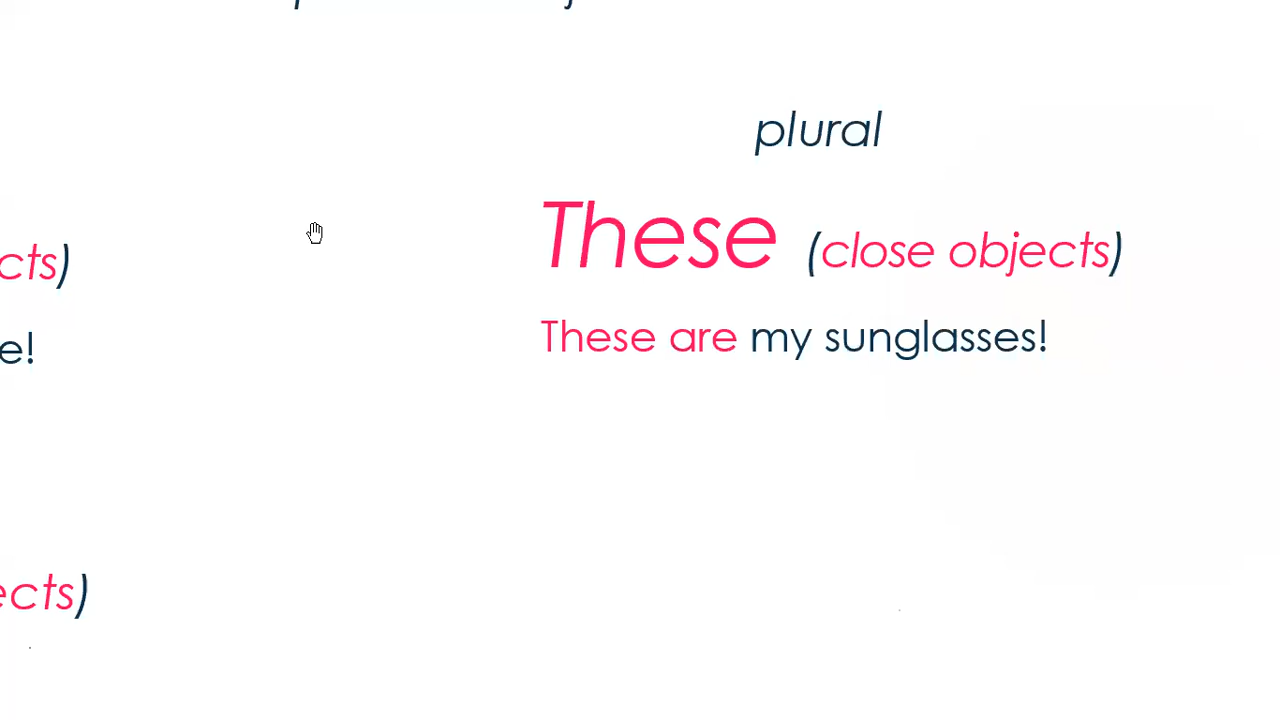 plural
These (close objects)
cts)
These are my sunglasses!
e!
ects)